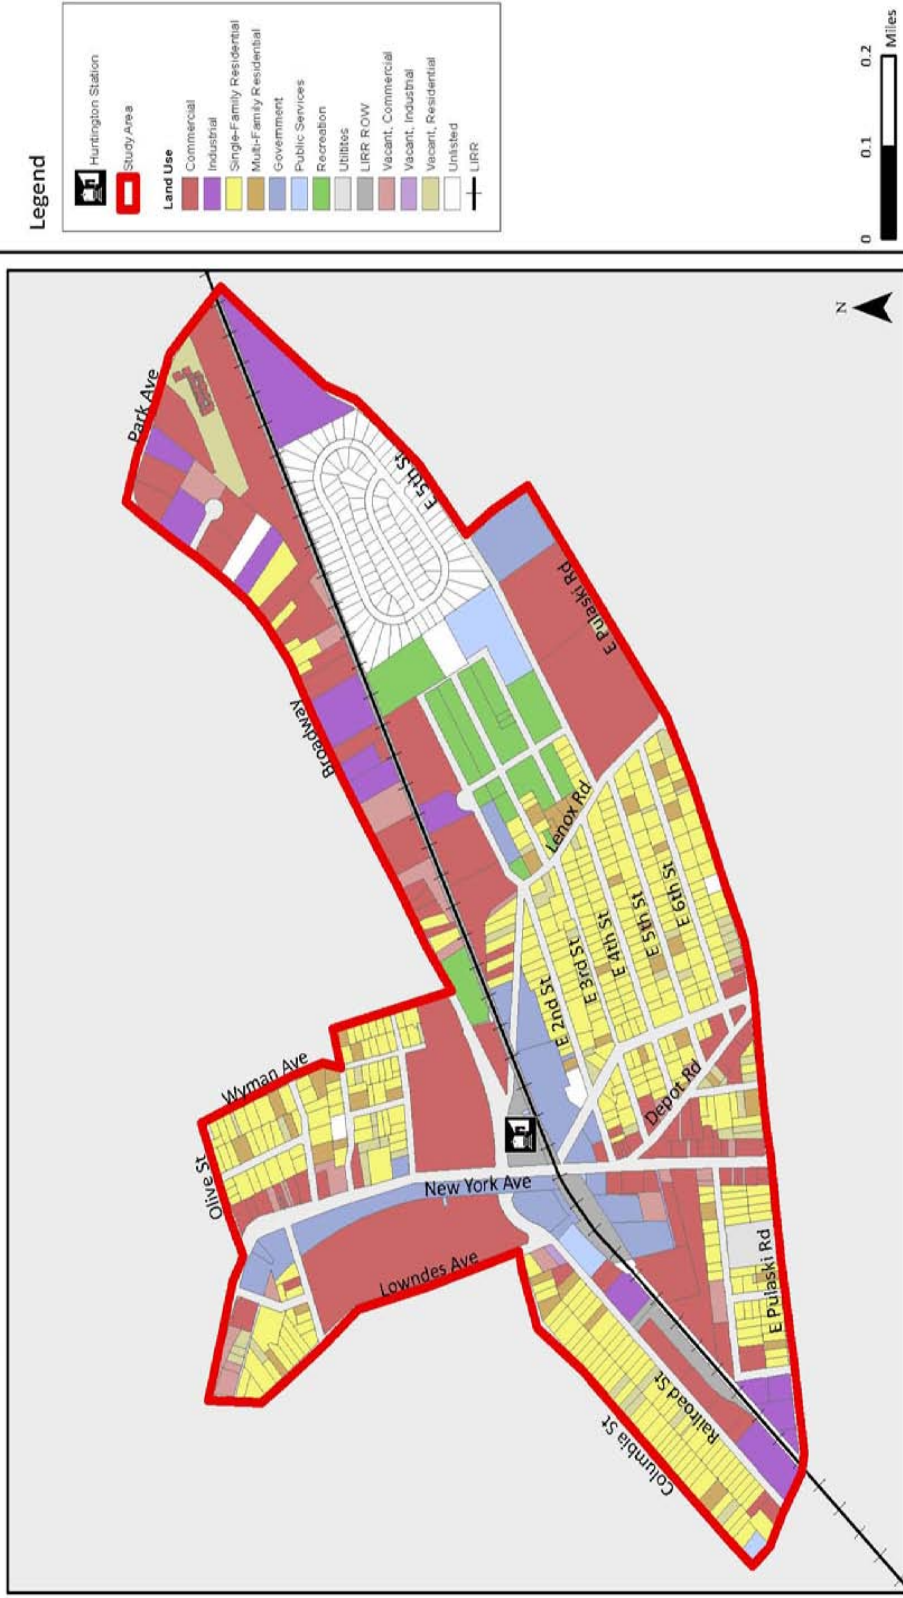 Legend
Huntington Station
Study Area
Land Use
Commercial
Industrial
Single-Family Residential
Multi-Family Residential
Government
Public Services
Recreation
Utiltites
LIRR ROW
Vacant, Commercial
Vacant, Industrial
Vacant, Residential
Unlisted
LIRR
0 0.1 0.2
Miles
N
Park Ave
Broadway
E 5th St
E Pulaski Rd
Lenox Rd
Wyman Ave
Olive St
New York Ave
Lowndes Ave
E 2nd St
E 3rd St
E 4th St
E 5th St
E 6th St
Depot Rd
Railroad St
Columbia St
E Pulaski Rd